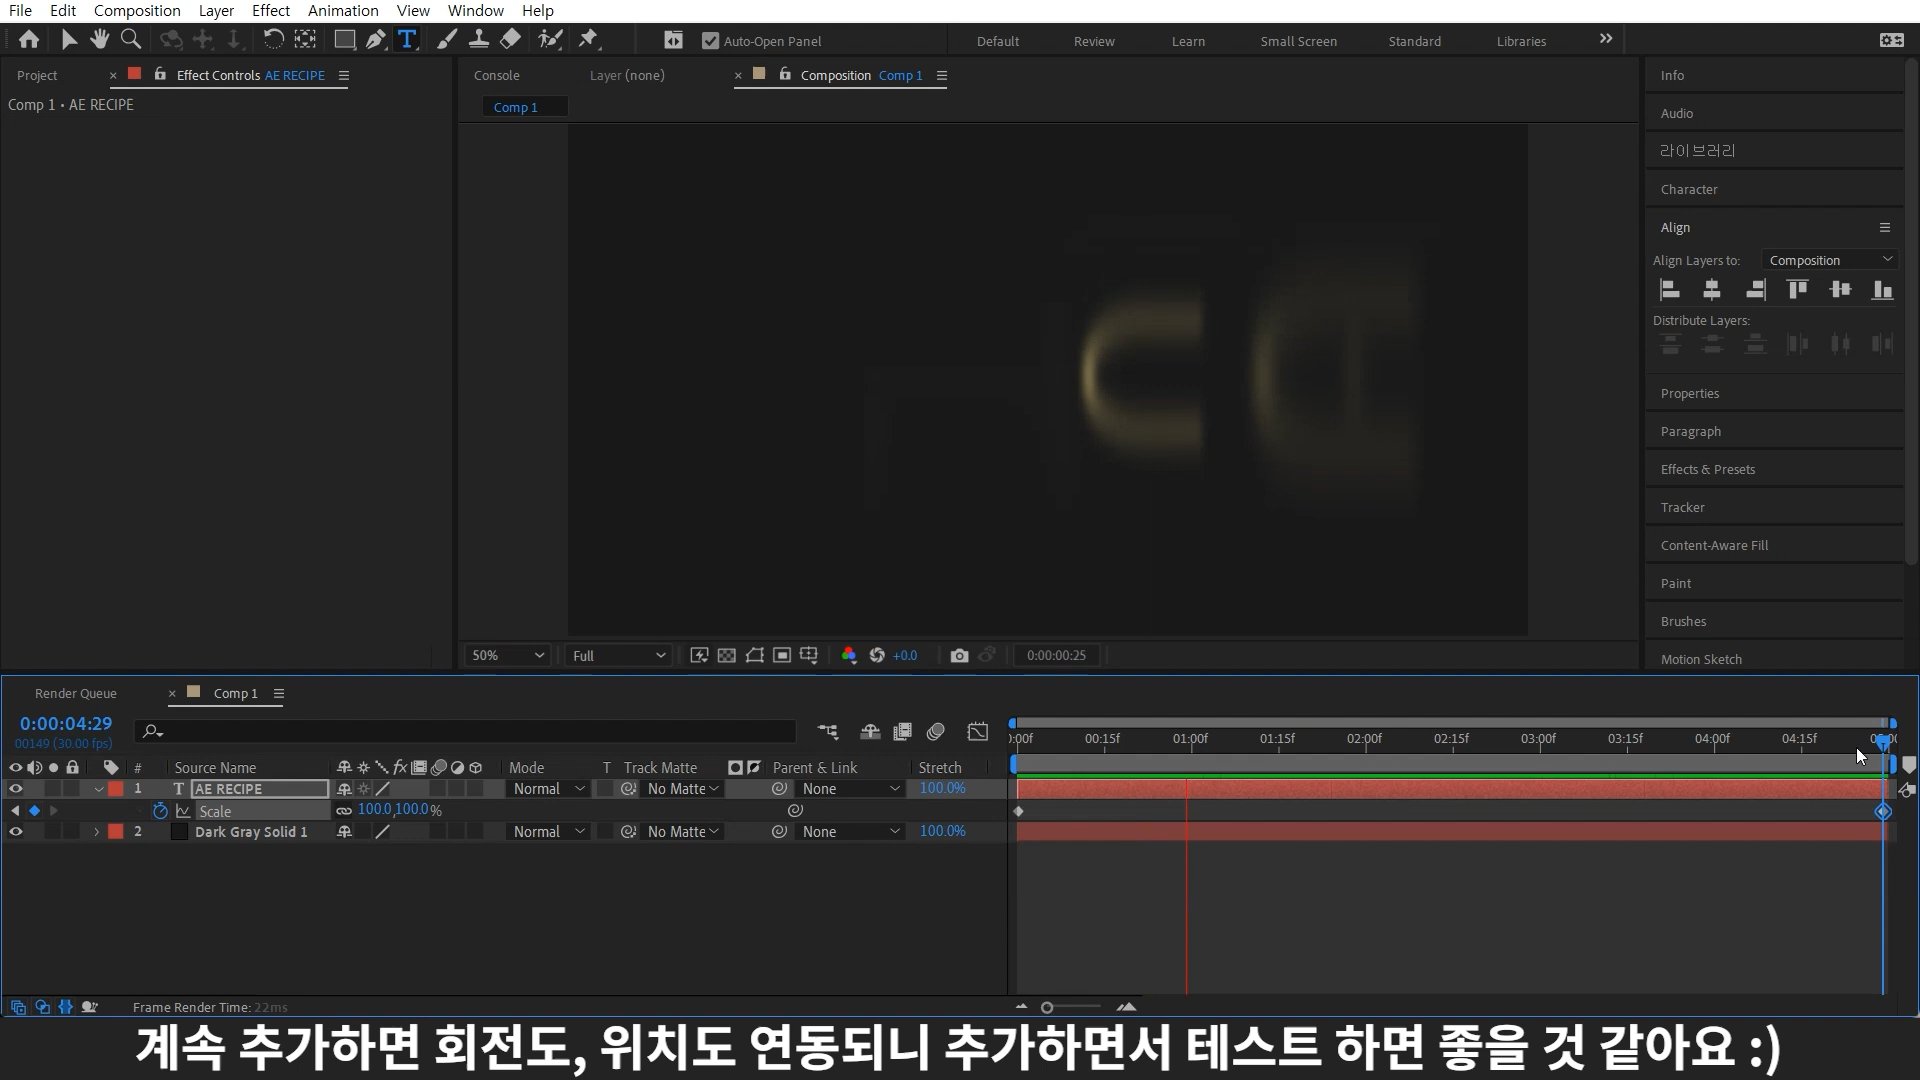 File Edit Composition Layer Effect Animation View Window Help
Auto-Open Panel Default Review Learn Small Screen Standard Libraries
Project Effect Controls AE RECIPE
Comp 1 • AE RECIPE
Console Layer (none) Composition Comp 1
Comp 1
Info
Audio
라이브러리
Character
Align
Align Layers to: Composition
Distribute Layers:
Properties
Paragraph
Effects & Presets
Tracker
Content-Aware Fill
Paint
Brushes
Motion Sketch
50% Full +0.0 0:00:00:25
Render Queue Comp 1
0:00:04:29
00149 (30.00 fps)
00:15f 01:00f 01:15f 02:00f 02:15f 03:00f 03:15f 04:00f 04:15f
# Source Name Mode T Track Matte Parent & Link Stretch
1 T AE RECIPE Normal No Matte None 100.0%
Scale 100.0,100.0%
2 Dark Gray Solid 1 Normal No Matte None 100.0%
Frame Render Time: 22ms
계속 추가하면 회전도, 위치도 연동되니 추가하면서 테스트 하면 좋을 것 같아요 :)